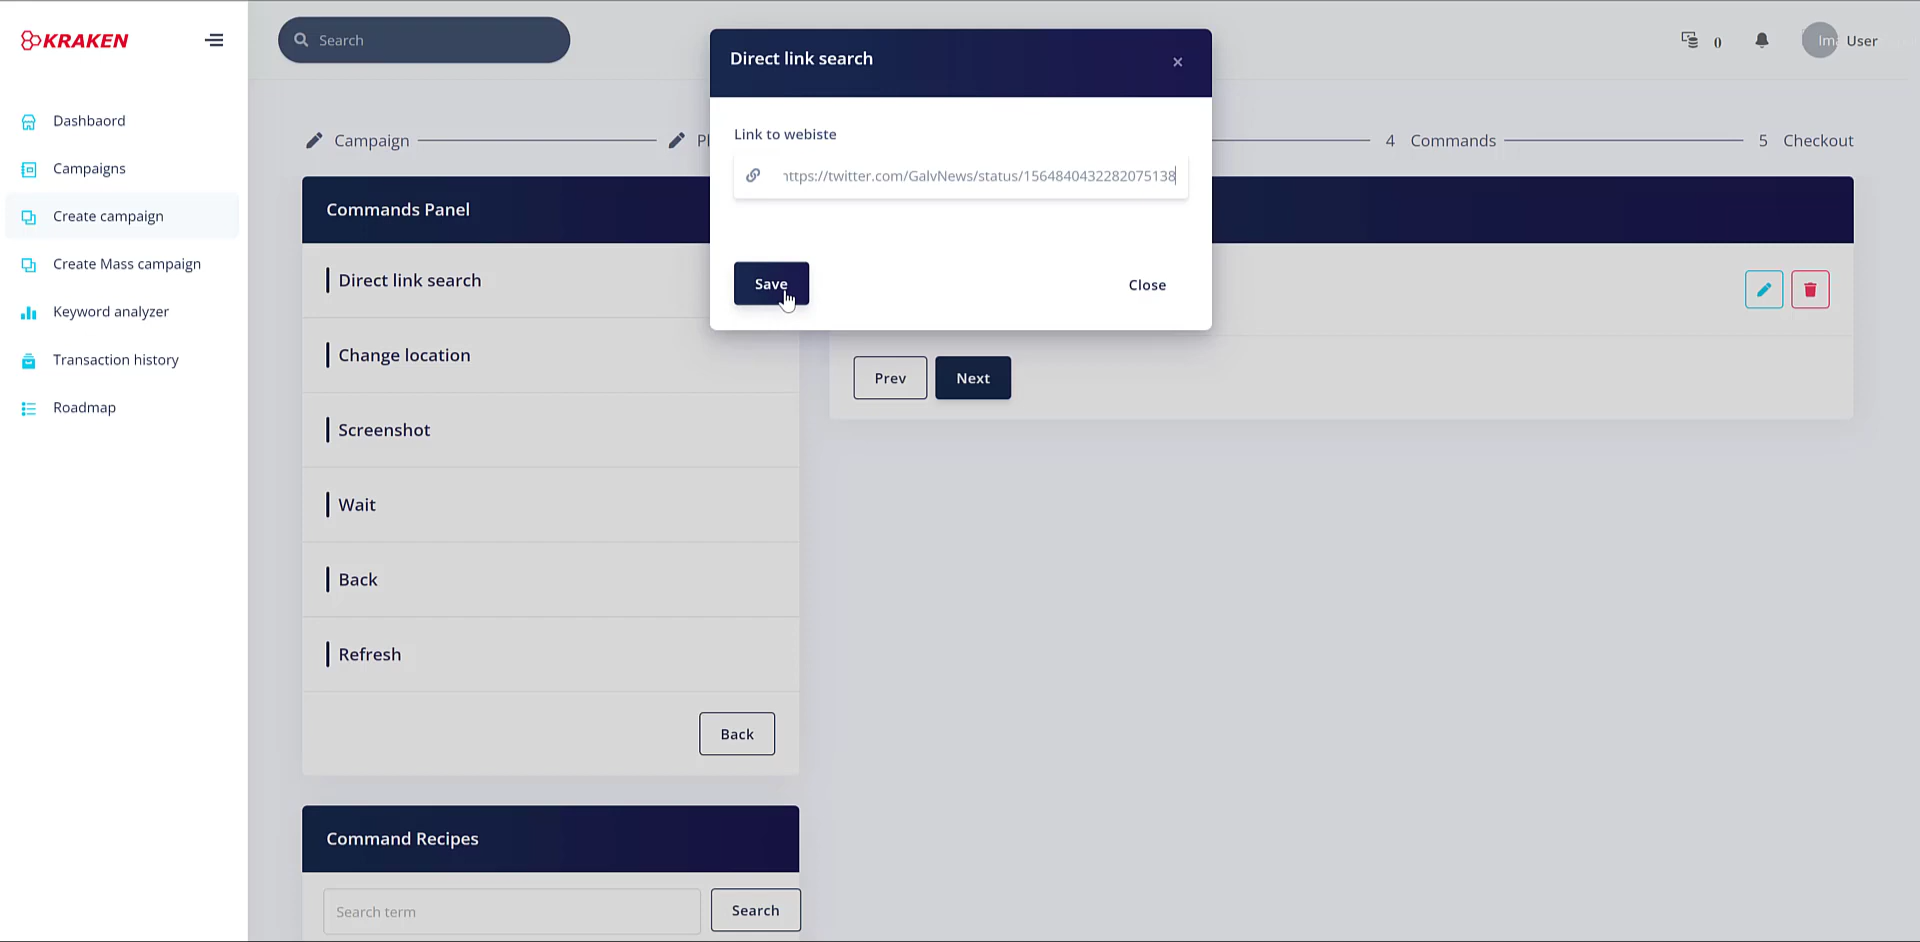 KRAKEN
Search
Im User
0
Dashbaord
Campaigns
Create campaign
Create Mass campaign
Keyword analyzer
Transaction history
Roadmap
Campaign
4 Commands
5 Checkout
Direct link search
×
Link to webiste
https://twitter.com/GalvNews/status/1564840432282075138
Save
Close
Commands Panel
Direct link search
Change location
Screenshot
Wait
Back
Refresh
Back
Prev
Next
Command Recipes
Search term
Search